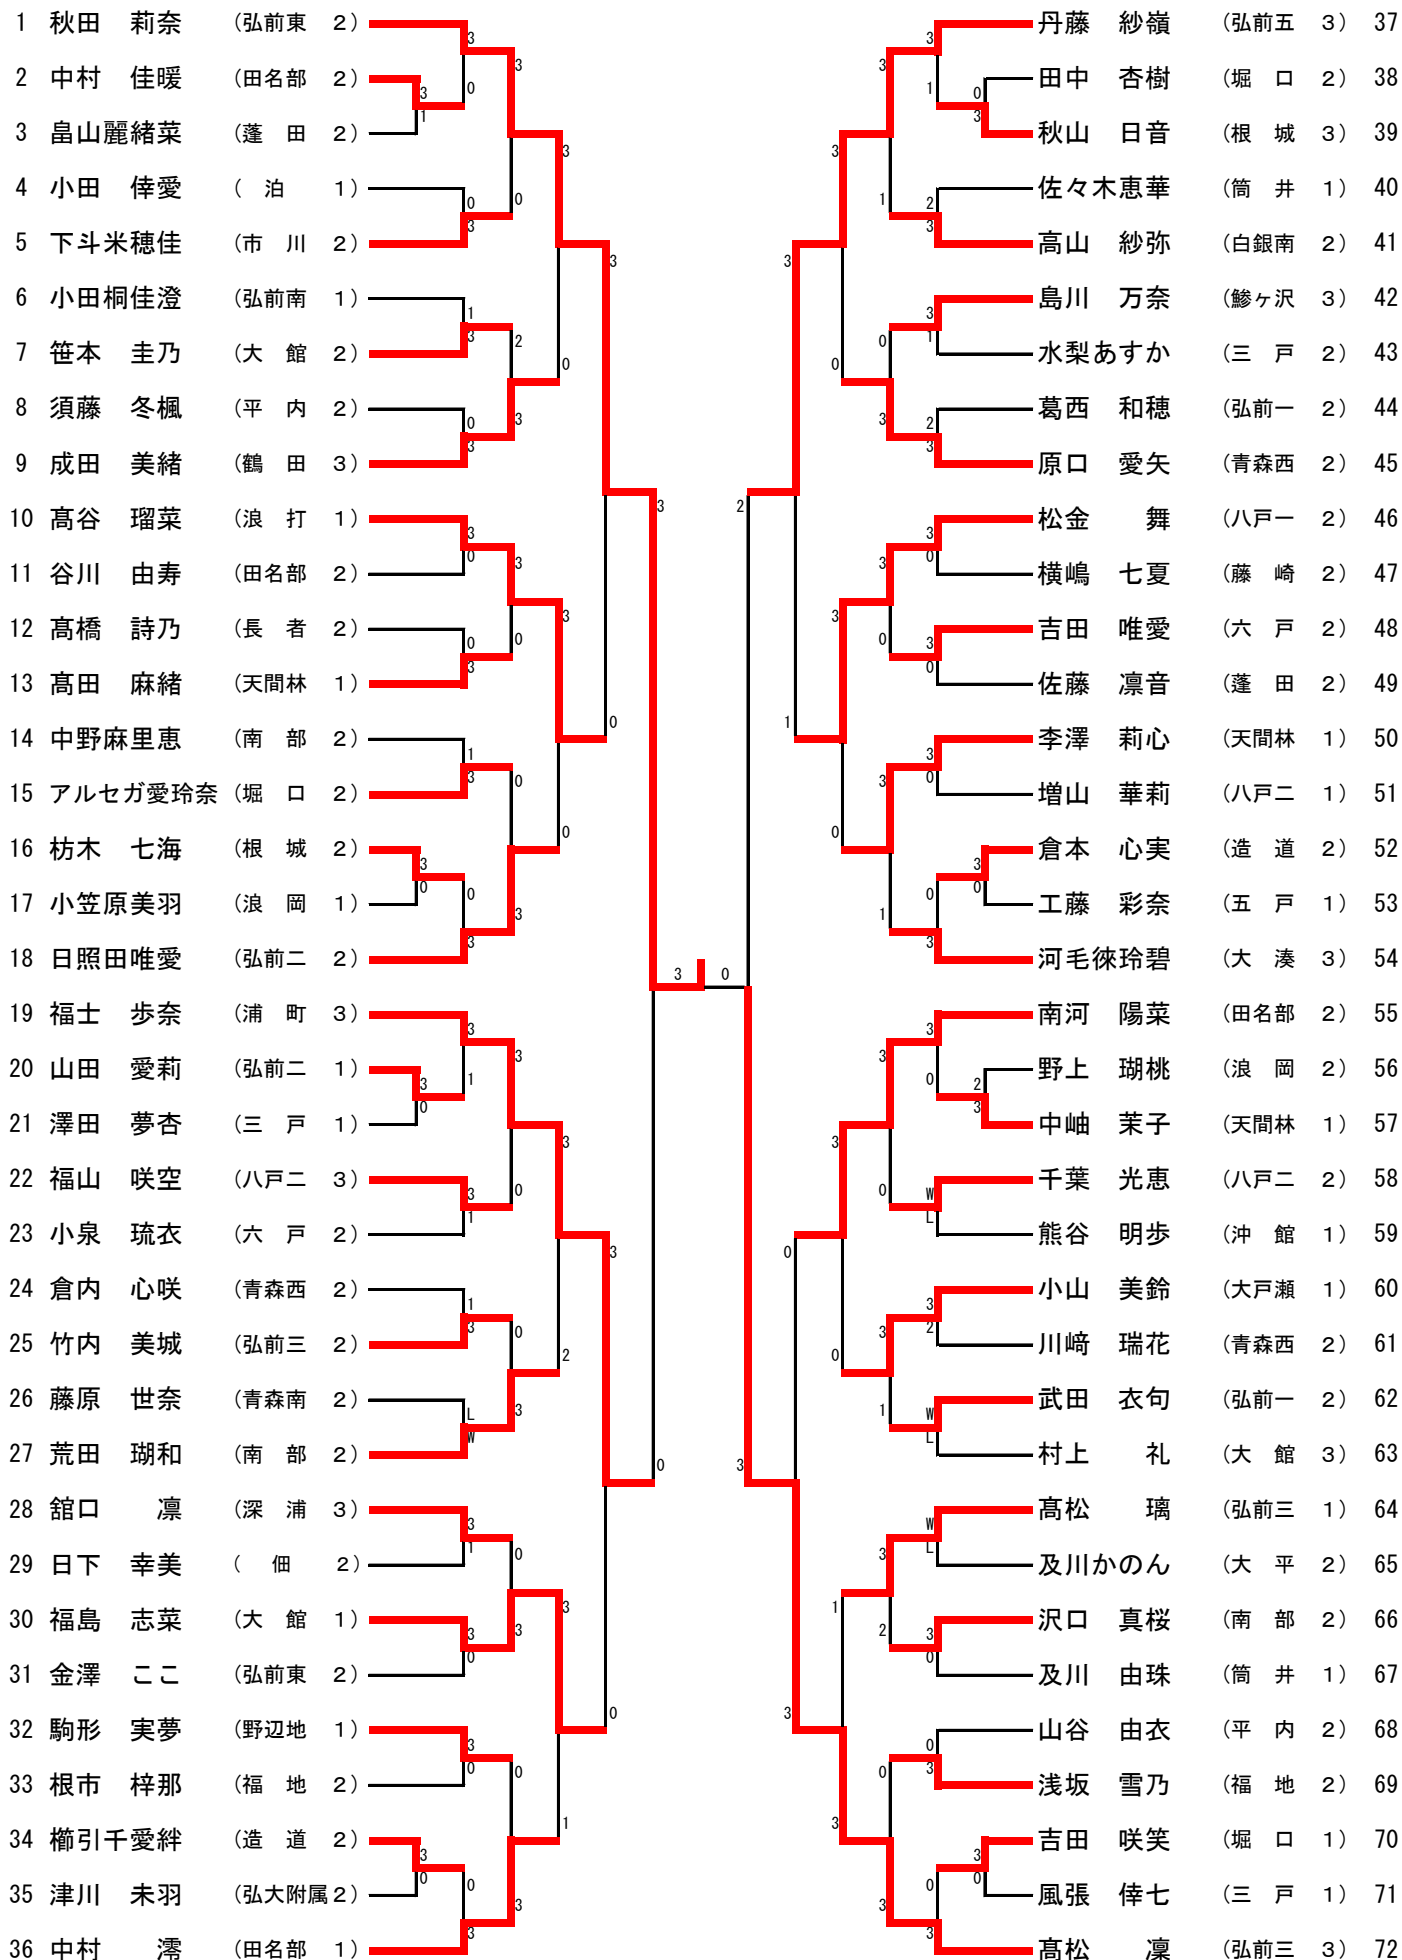 1 秋田 莉奈 (弘前東 2)
2 中村 佳暖 (田名部 2)
3 畠山麗緒菜 (蓬 田 2)
4 小田 倖愛 ( 泊 1)
5 下斗米穂佳 (市 川 2)
6 小田桐佳澄 (弘前南 1)
7 笹本 圭乃 (大 館 2)
8 須藤 冬楓 (平 内 2)
9 成田 美緒 (鶴 田 3)
10 髙谷 瑠菜 (浪 打 1)
11 谷川 由寿 (田名部 2)
12 髙橋 詩乃 (長 者 2)
13 髙田 麻緒 (天間林 1)
14 中野麻里恵 (南 部 2)
15 アルセガ愛玲奈 (堀 口 2)
16 枋木 七海 (根 城 2)
17 小笠原美羽 (浪 岡 1)
18 日照田唯愛 (弘前二 2)
19 福士 歩奈 (浦 町 3)
20 山田 愛莉 (弘前二 1)
21 澤田 夢杏 (三 戸 1)
22 福山 咲空 (八戸二 3)
23 小泉 琉衣 (六 戸 2)
24 倉内 心咲 (青森西 2)
25 竹内 美城 (弘前三 2)
26 藤原 世奈 (青森南 2)
27 荒田 瑚和 (南 部 2)
28 舘口 凛 (深 浦 3)
29 日下 幸美 ( 佃 2)
30 福島 志菜 (大 館 1)
31 金澤 ここ (弘前東 2)
32 駒形 実夢 (野辺地 1)
33 根市 梓那 (福 地 2)
34 櫛引千愛絆 (造 道 2)
35 津川 未羽 (弘大附属 2)
36 中村 澪 (田名部 1)
丹藤 紗嶺 (弘前五 3) 37
田中 杏樹 (堀 口 2) 38
秋山 日音 (根 城 3) 39
佐々木恵華 (筒 井 1) 40
高山 紗弥 (白銀南 2) 41
島川 万奈 (鰺ヶ沢 3) 42
水梨あすか (三 戸 2) 43
葛西 和穂 (弘前一 2) 44
原口 愛矢 (青森西 2) 45
松金 舞 (八戸一 2) 46
横嶋 七夏 (藤 崎 2) 47
吉田 唯愛 (六 戸 2) 48
佐藤 凛音 (蓬 田 2) 49
李澤 莉心 (天間林 1) 50
増山 華莉 (八戸二 1) 51
倉本 心実 (造 道 2) 52
工藤 彩奈 (五 戸 1) 53
河毛徠玲碧 (大 湊 3) 54
南河 陽菜 (田名部 2) 55
野上 瑚桃 (浪 岡 2) 56
中岫 茉子 (天間林 1) 57
千葉 光恵 (八戸二 2) 58
熊谷 明歩 (沖 館 1) 59
小山 美鈴 (大戸瀬 1) 60
川﨑 瑞花 (青森西 2) 61
武田 衣句 (弘前一 2) 62
村上 礼 (大 館 3) 63
髙松 璃 (弘前三 1) 64
及川かのん (大 平 2) 65
沢口 真桜 (南 部 2) 66
及川 由珠 (筒 井 1) 67
山谷 由衣 (平 内 2) 68
浅坂 雪乃 (福 地 2) 69
吉田 咲笑 (堀 口 1) 70
風張 倖七 (三 戸 1) 71
髙松 凜 (弘前三 3) 72
3 0